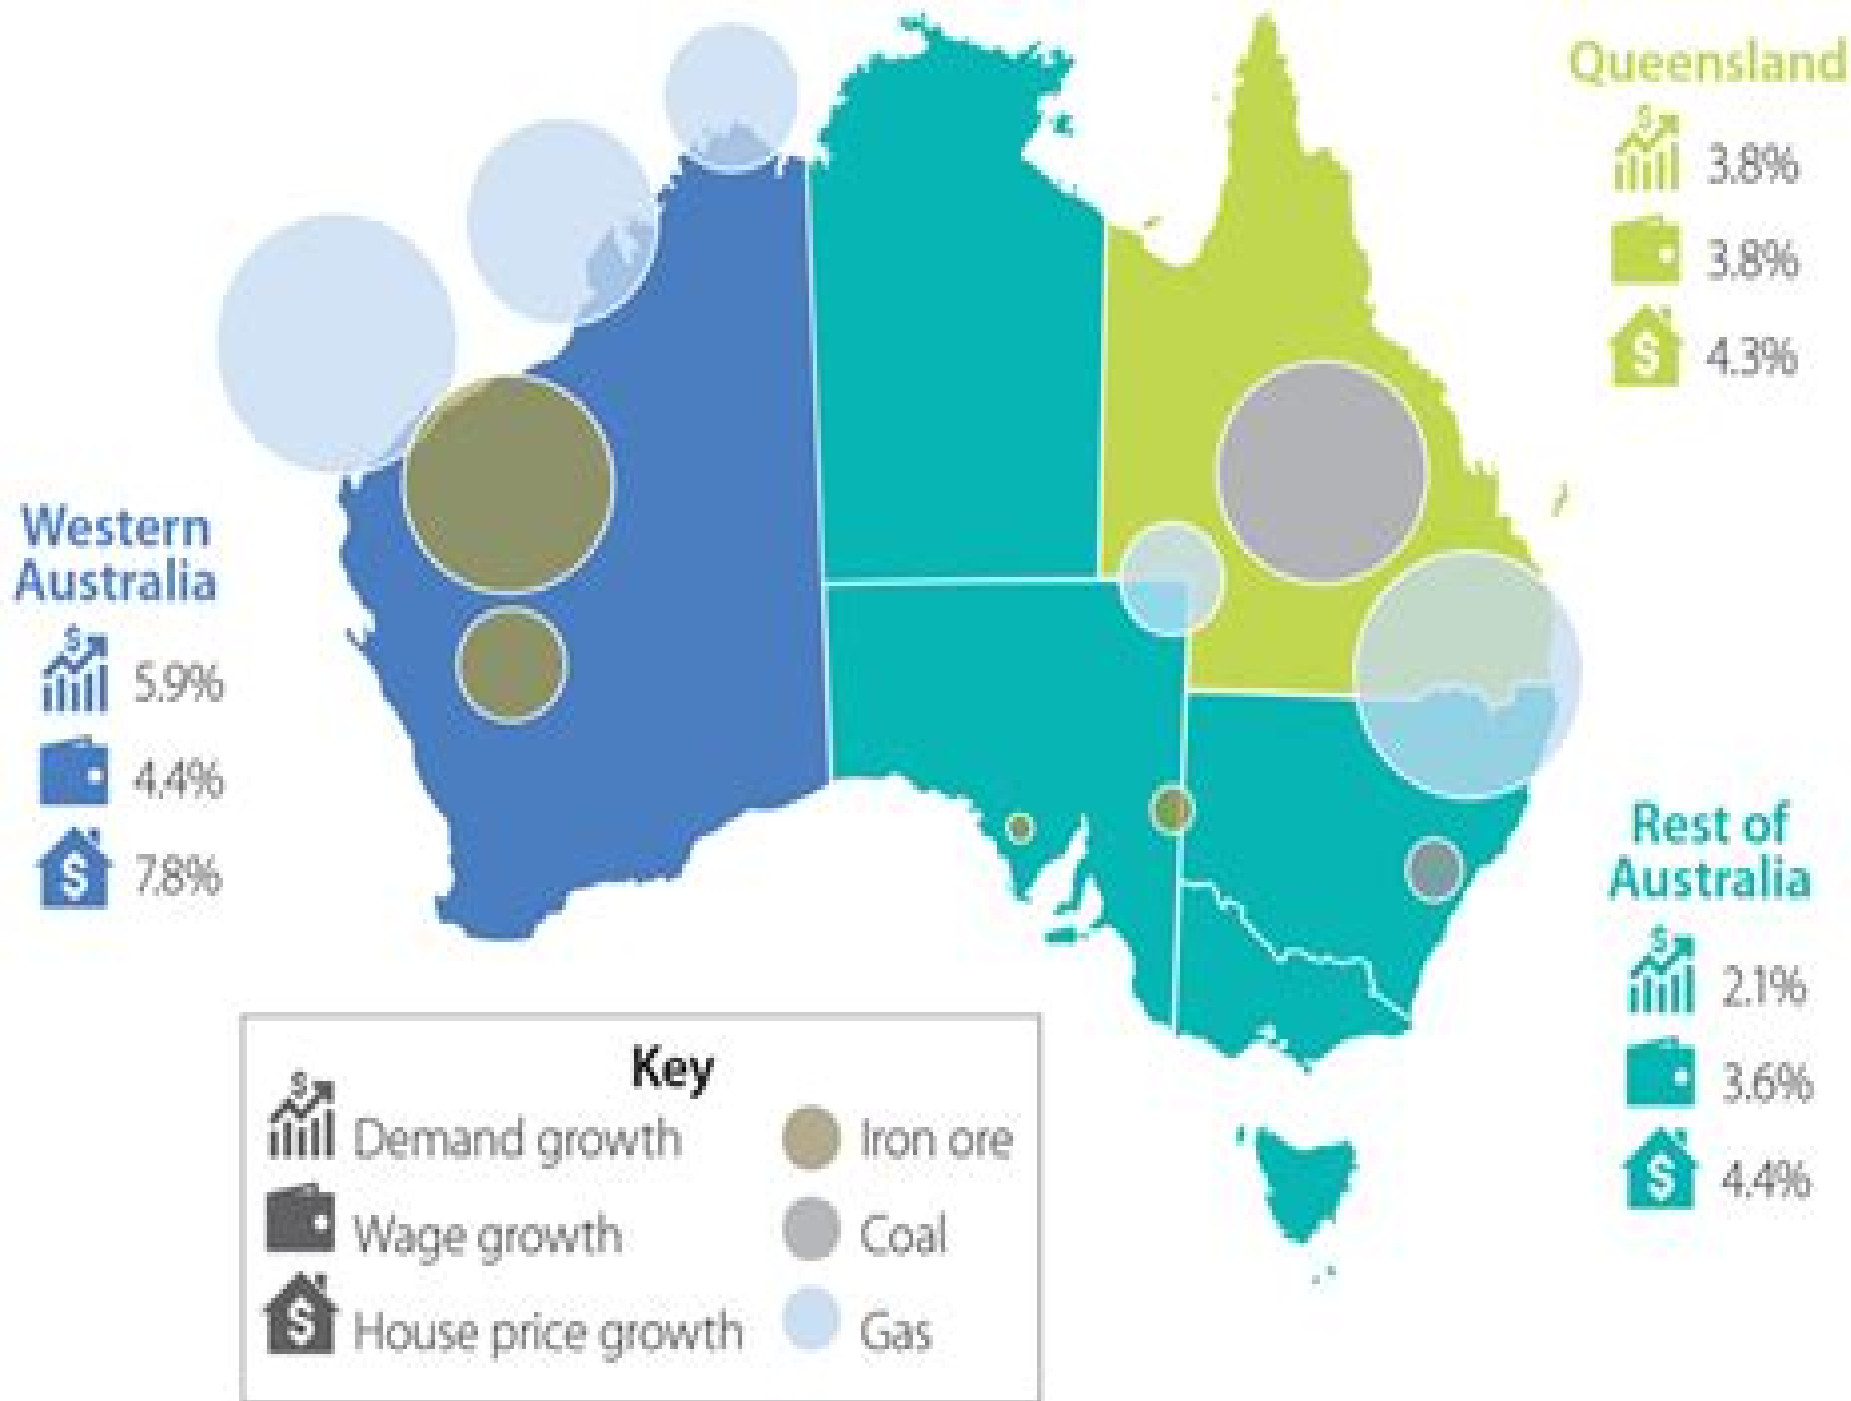 Queensland
$ 3.8%
3.8%
$ 4.3%
Western
Australia
$ 5.9%
4.4%
$ 7.8%
Rest of
Australia
$ 2.1%
3.6%
$ 4.4%
Key
$ Demand growth
Wage growth
$ House price growth
Iron ore
Coal
Gas